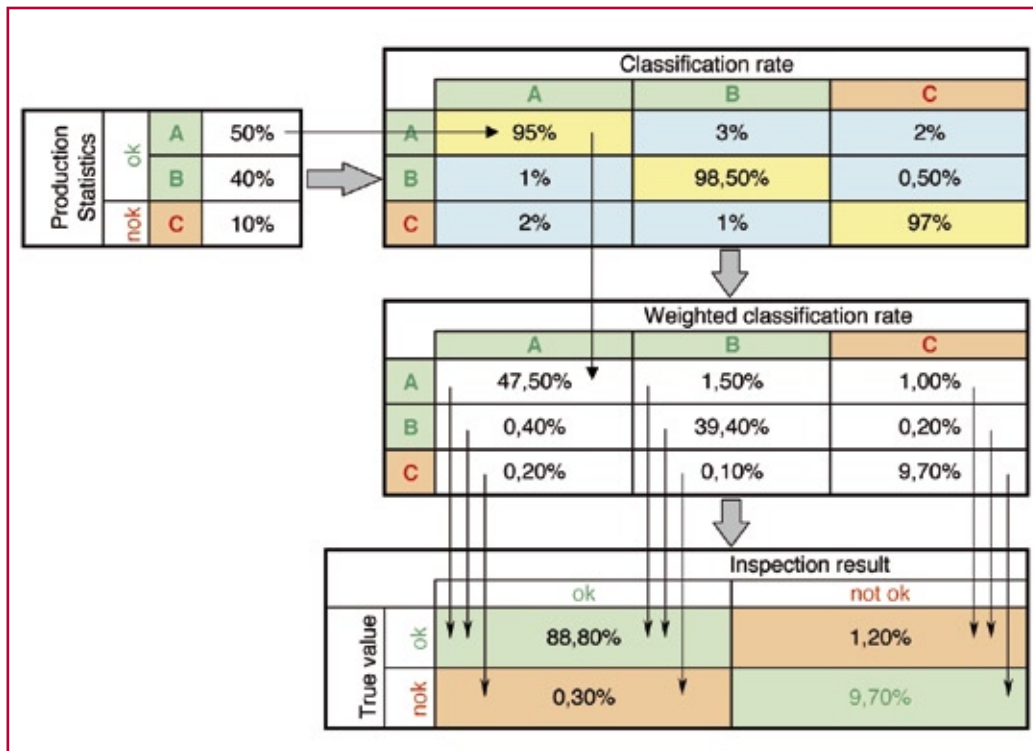 Classification rate
A B C
Production Statistics
ok
A 50%
B 40%
nok
C 10%
A 95% 3% 2%
B 1% 98,50% 0,50%
C 2% 1% 97%
Weighted classification rate
A B C
A 47,50% 1,50% 1,00%
B 0,40% 39,40% 0,20%
C 0,20% 0,10% 9,70%
Inspection result
ok not ok
True value
ok 88,80% 1,20%
nok 0,30% 9,70%